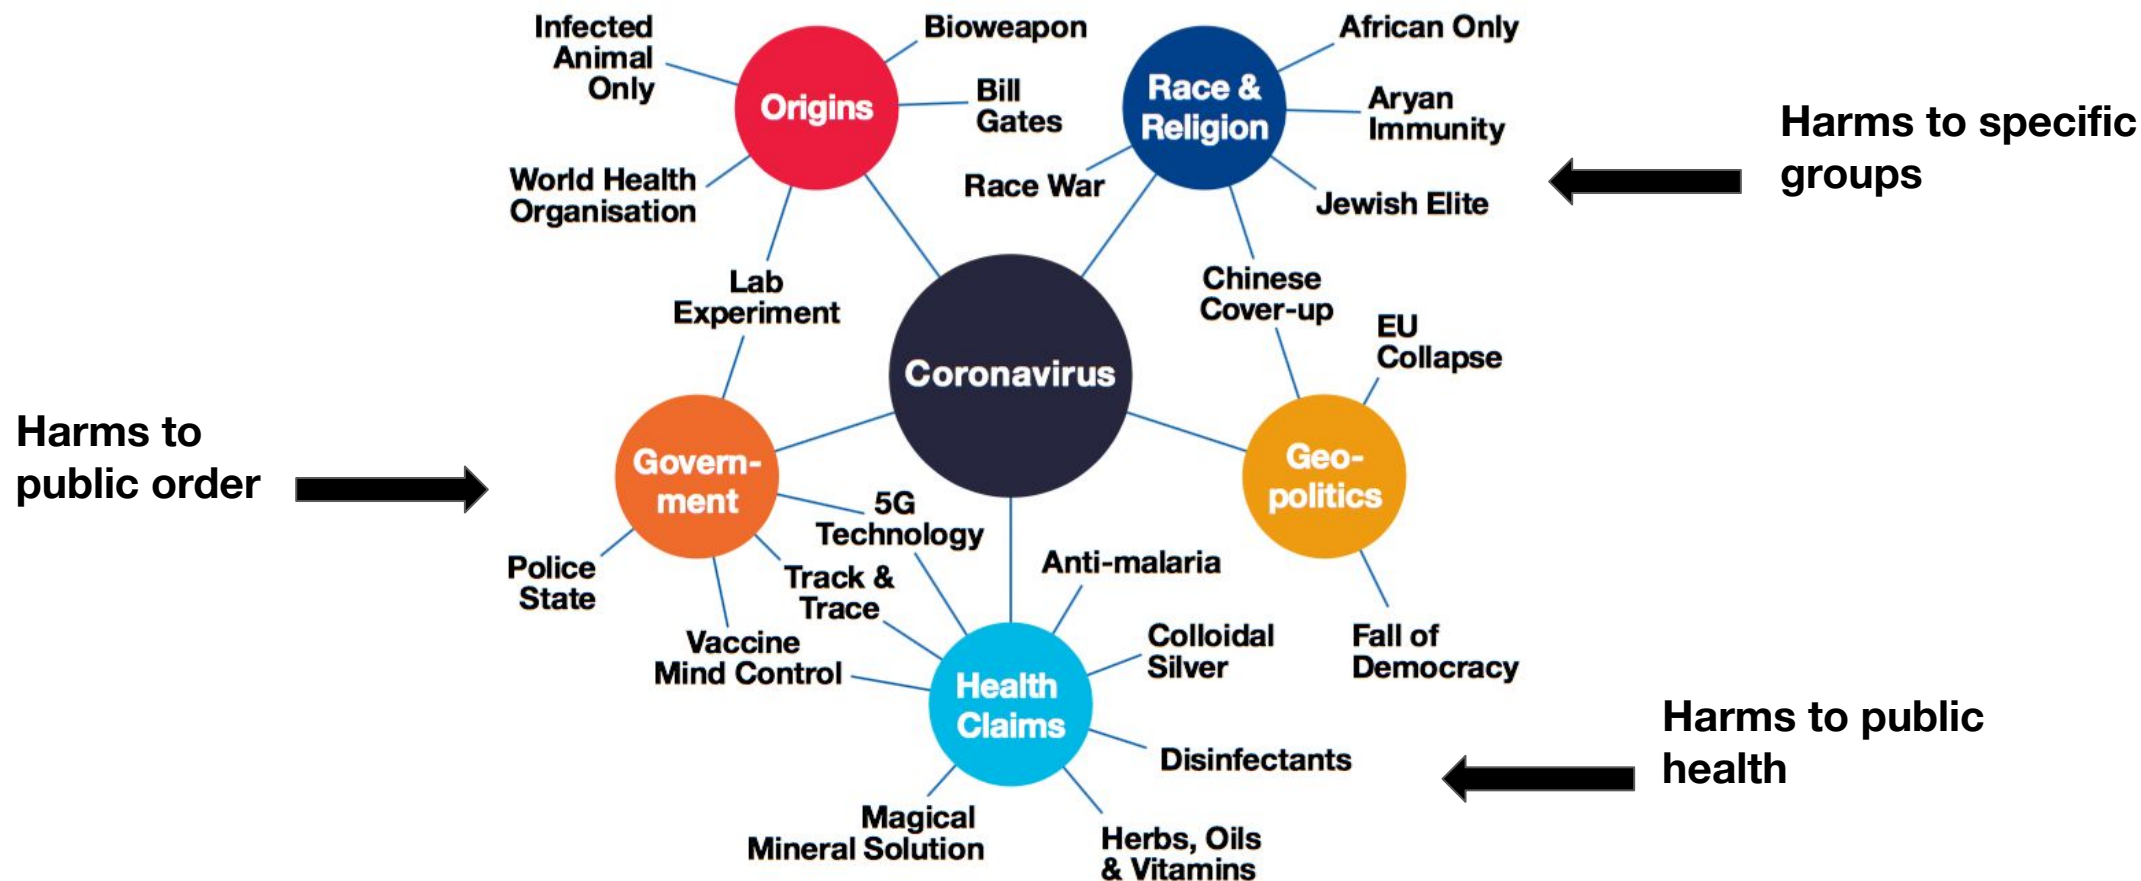 Infected
Animal
Only
Bioweapon
Origins
Bill
Gates
World Health
Organisation
Lab
Experiment
Race &
Religion
African Only
Aryan
Immunity
Race War
Jewish Elite
Chinese
Cover-up
Harms to specific
groups
Coronavirus
EU
Collapse
Harms to
public order
Govern-
ment
Geo-
politics
5G
Technology
Police
State
Track &
Trace
Vaccine
Mind Control
Anti-malaria
Colloidal
Silver
Fall of
Democracy
Health
Claims
Disinfectants
Harms to public
health
Magical
Mineral Solution
Herbs, Oils
& Vitamins